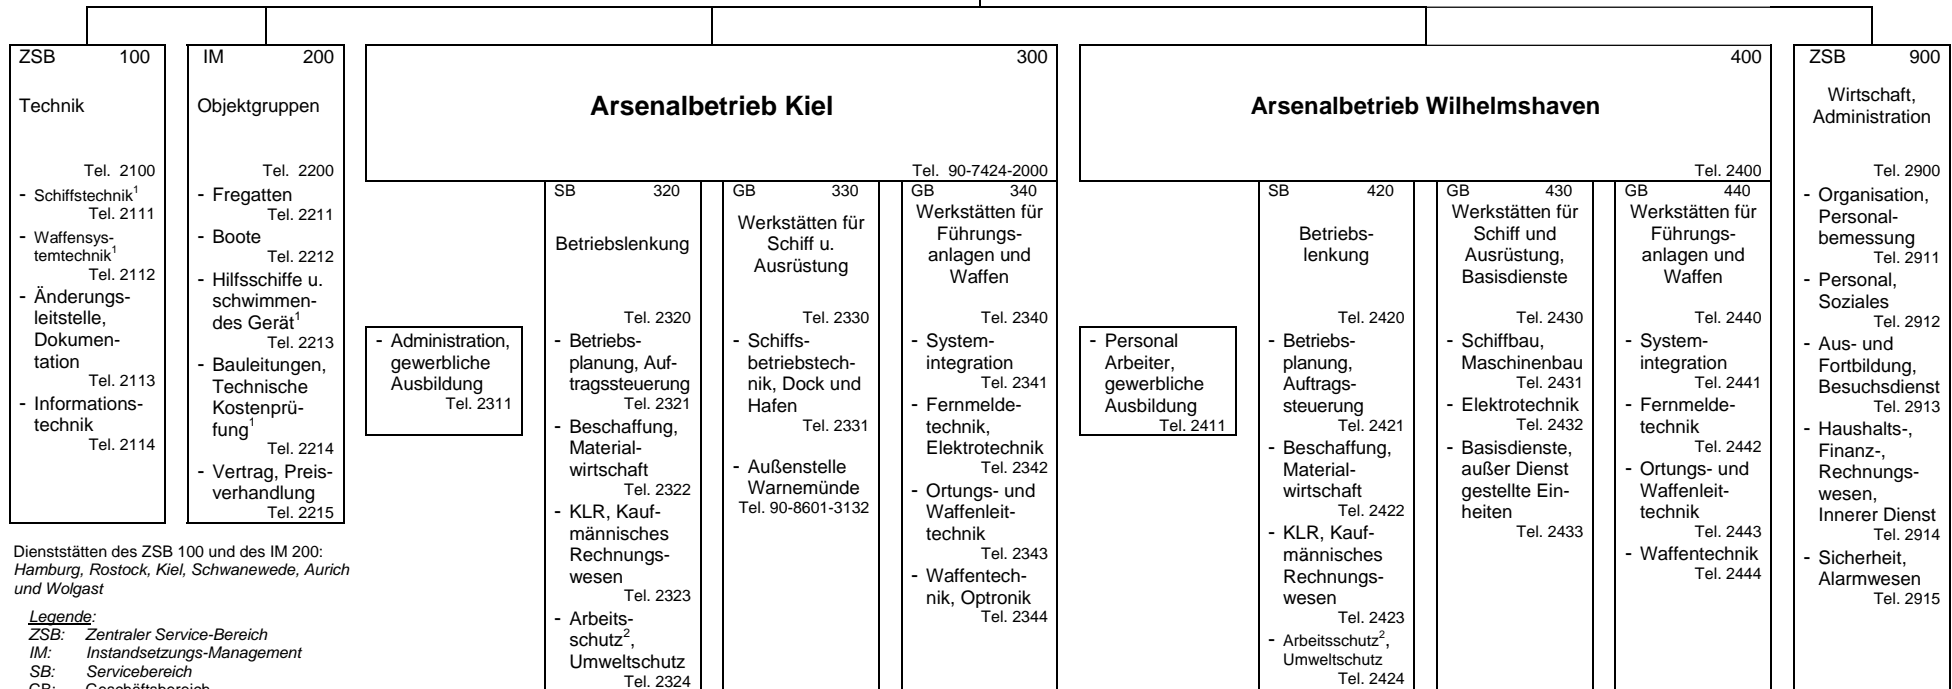 ZSB 100
Technik
Tel. 2100
- Schiffstechnik¹
Tel. 2111
- Waffensys-
temtechnik¹
Tel. 2112
- Änderungs-
leitstelle,
Dokumen-
tation
Tel. 2113
- Informations-
technik
Tel. 2114
IM 200
Objektgruppen
Tel. 2200
- Fregatten
Tel. 2211
- Boote
Tel. 2212
- Hilfsschiffe u.
schwimmen-
des Gerät¹
Tel. 2213
- Bauleitungen,
Technische
Kostenprü-
fung¹
Tel. 2214
- Vertrag, Preis-
verhandlung
Tel. 2215
300
Arsenalbetrieb Kiel
Tel. 90-7424-2000
- Administration,
gewerbliche
Ausbildung
Tel. 2311
SB 320
Betriebslenkung
Tel. 2320
- Betriebs-
planung, Auf-
tragssteuerung
Tel. 2321
- Beschaffung,
Material-
wirtschaft
Tel. 2322
- KLR, Kauf-
männisches
Rechnungs-
wesen
Tel. 2323
- Arbeits-
schutz²,
Umweltschutz
Tel. 2324
GB 330
Werkstätten für
Schiff u.
Ausrüstung
Tel. 2330
- Schiffs-
betriebstech-
nik, Dock und
Hafen
Tel. 2331
- Außenstelle
Warnemünde
Tel. 90-8601-3132
GB 340
Werkstätten für
Führungs-
anlagen und
Waffen
Tel. 2340
- System-
integration
Tel. 2341
- Fernmelde-
technik,
Elektrotechnik
Tel. 2342
- Ortungs- und
Waffenleit-
technik
Tel. 2343
- Waffentech-
nik, Optronik
Tel. 2344
400
Arsenalbetrieb Wilhelmshaven
Tel. 2400
- Personal
Arbeiter,
gewerbliche
Ausbildung
Tel. 2411
SB 420
Betriebs-
lenkung
Tel. 2420
- Betriebs-
planung,
Auftrags-
steuerung
Tel. 2421
- Beschaffung,
Material-
wirtschaft
Tel. 2422
- KLR, Kauf-
männisches
Rechnungs-
wesen
Tel. 2423
- Arbeitsschutz²,
Umweltschutz
Tel. 2424
GB 430
Werkstätten für
Schiff und
Ausrüstung,
Basisdienste
Tel. 2430
- Schiffbau,
Maschinenbau
Tel. 2431
- Elektrotechnik
Tel. 2432
- Basisdienste,
außer Dienst
gestellte Ein-
heiten
Tel. 2433
GB 440
Werkstätten für
Führungs-
anlagen und
Waffen
Tel. 2440
- System-
integration
Tel. 2441
- Fernmelde-
technik
Tel. 2442
- Ortungs- und
Waffenleit-
technik
Tel. 2443
- Waffentechnik
Tel. 2444
ZSB 900
Wirtschaft,
Administration
Tel. 2900
- Organisation,
Personal-
bemessung
Tel. 2911
- Personal,
Soziales
Tel. 2912
- Aus- und
Fortbildung,
Besuchsdienst
Tel. 2913
- Haushalts-,
Finanz-,
Rechnungs-
wesen,
Innerer Dienst
Tel. 2914
- Sicherheit,
Alarmwesen
Tel. 2915
Dienststätten des ZSB 100 und des IM 200:
Hamburg, Rostock, Kiel, Schwanewede, Aurich
und Wolgast
Legende:
ZSB: Zentraler Service-Bereich
IM: Instandsetzungs-Management
SB: Servicebereich
GB: Geschäftsbereich